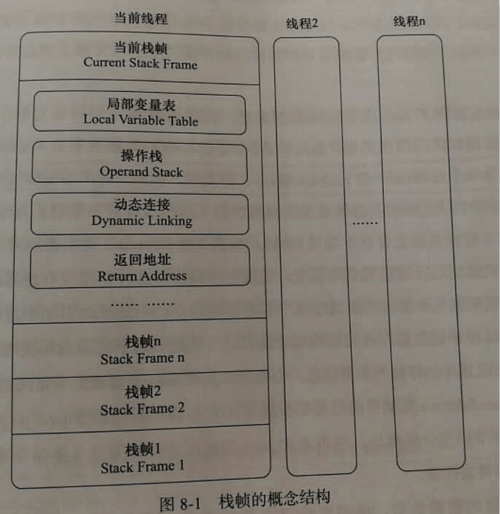 当前线程
线程2
线程n
当前栈帧
Current Stack Frame
局部变量表
Local Variable Table
操作栈
Operand Stack
动态连接
Dynamic Linking
返回地址
Return Address
…… ……
……
栈帧n
Stack Frame n
栈帧2
Stack Frame 2
栈帧1
Stack Frame 1
图 8-1 栈帧的概念结构